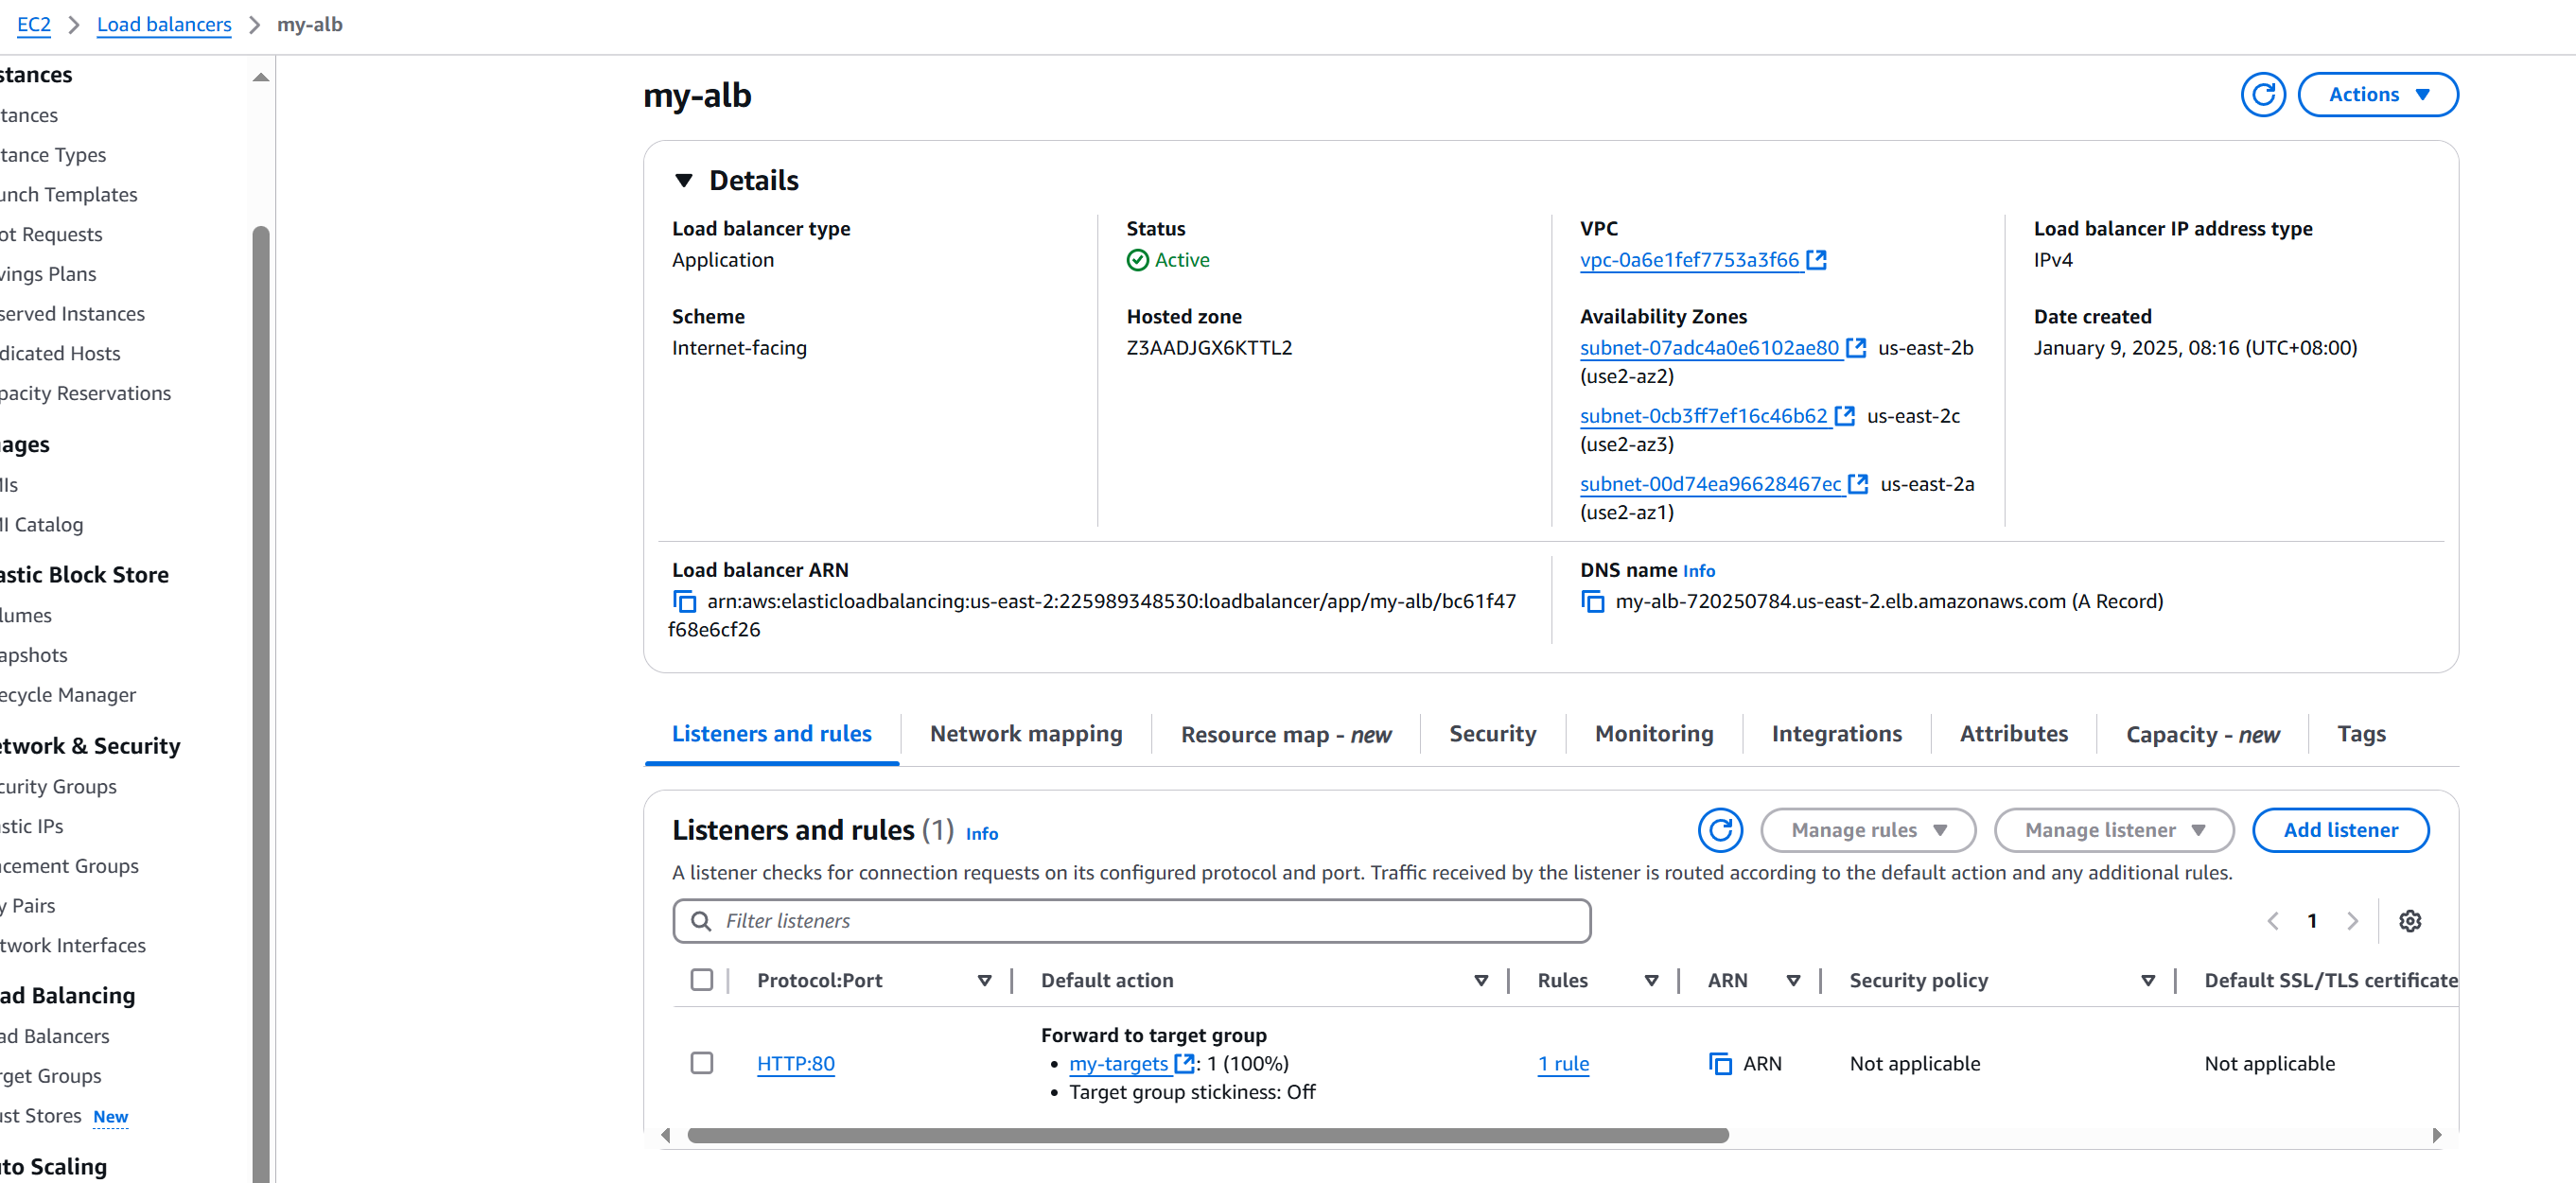 EC2 > Load balancers > my-alb
stances
tances
tance Types
unch Templates
ot Requests
vings Plans
served Instances
dicated Hosts
pacity Reservations
ages
MIs
MI Catalog
astic Block Store
lumes
apshots
ecycle Manager
etwork & Security
curity Groups
stic IPs
cement Groups
y Pairs
twork Interfaces
ad Balancing
ad Balancers
rget Groups
ust Stores New
uto Scaling
my-alb
Actions
Details
Load balancer type
Application
Scheme
Internet-facing
Status
Active
Hosted zone
Z3AADJGX6KTTL2
VPC
vpc-0a6e1fef7753a3f66
Availability Zones
subnet-07adc4a0e6102ae80 us-east-2b
(use2-az2)
subnet-0cb3ff7ef16c46b62 us-east-2c
(use2-az3)
subnet-00d74ea96628467ec us-east-2a
(use2-az1)
Load balancer IP address type
IPv4
Date created
January 9, 2025, 08:16 (UTC+08:00)
Load balancer ARN
arn:aws:elasticloadbalancing:us-east-2:225989348530:loadbalancer/app/my-alb/bc61f47
f68e6cf26
DNS name Info
my-alb-720250784.us-east-2.elb.amazonaws.com (A Record)
Listeners and rules Network mapping Resource map - new Security Monitoring Integrations Attributes Capacity - new Tags
Listeners and rules (1) Info
Manage rules Manage listener Add listener
A listener checks for connection requests on its configured protocol and port. Traffic received by the listener is routed according to the default action and any additional rules.
Filter listeners
1
Protocol:Port Default action Rules ARN Security policy Default SSL/TLS certificate
HTTP:80
Forward to target group
• my-targets : 1 (100%)
• Target group stickiness: Off
1 rule
ARN
Not applicable
Not applicable